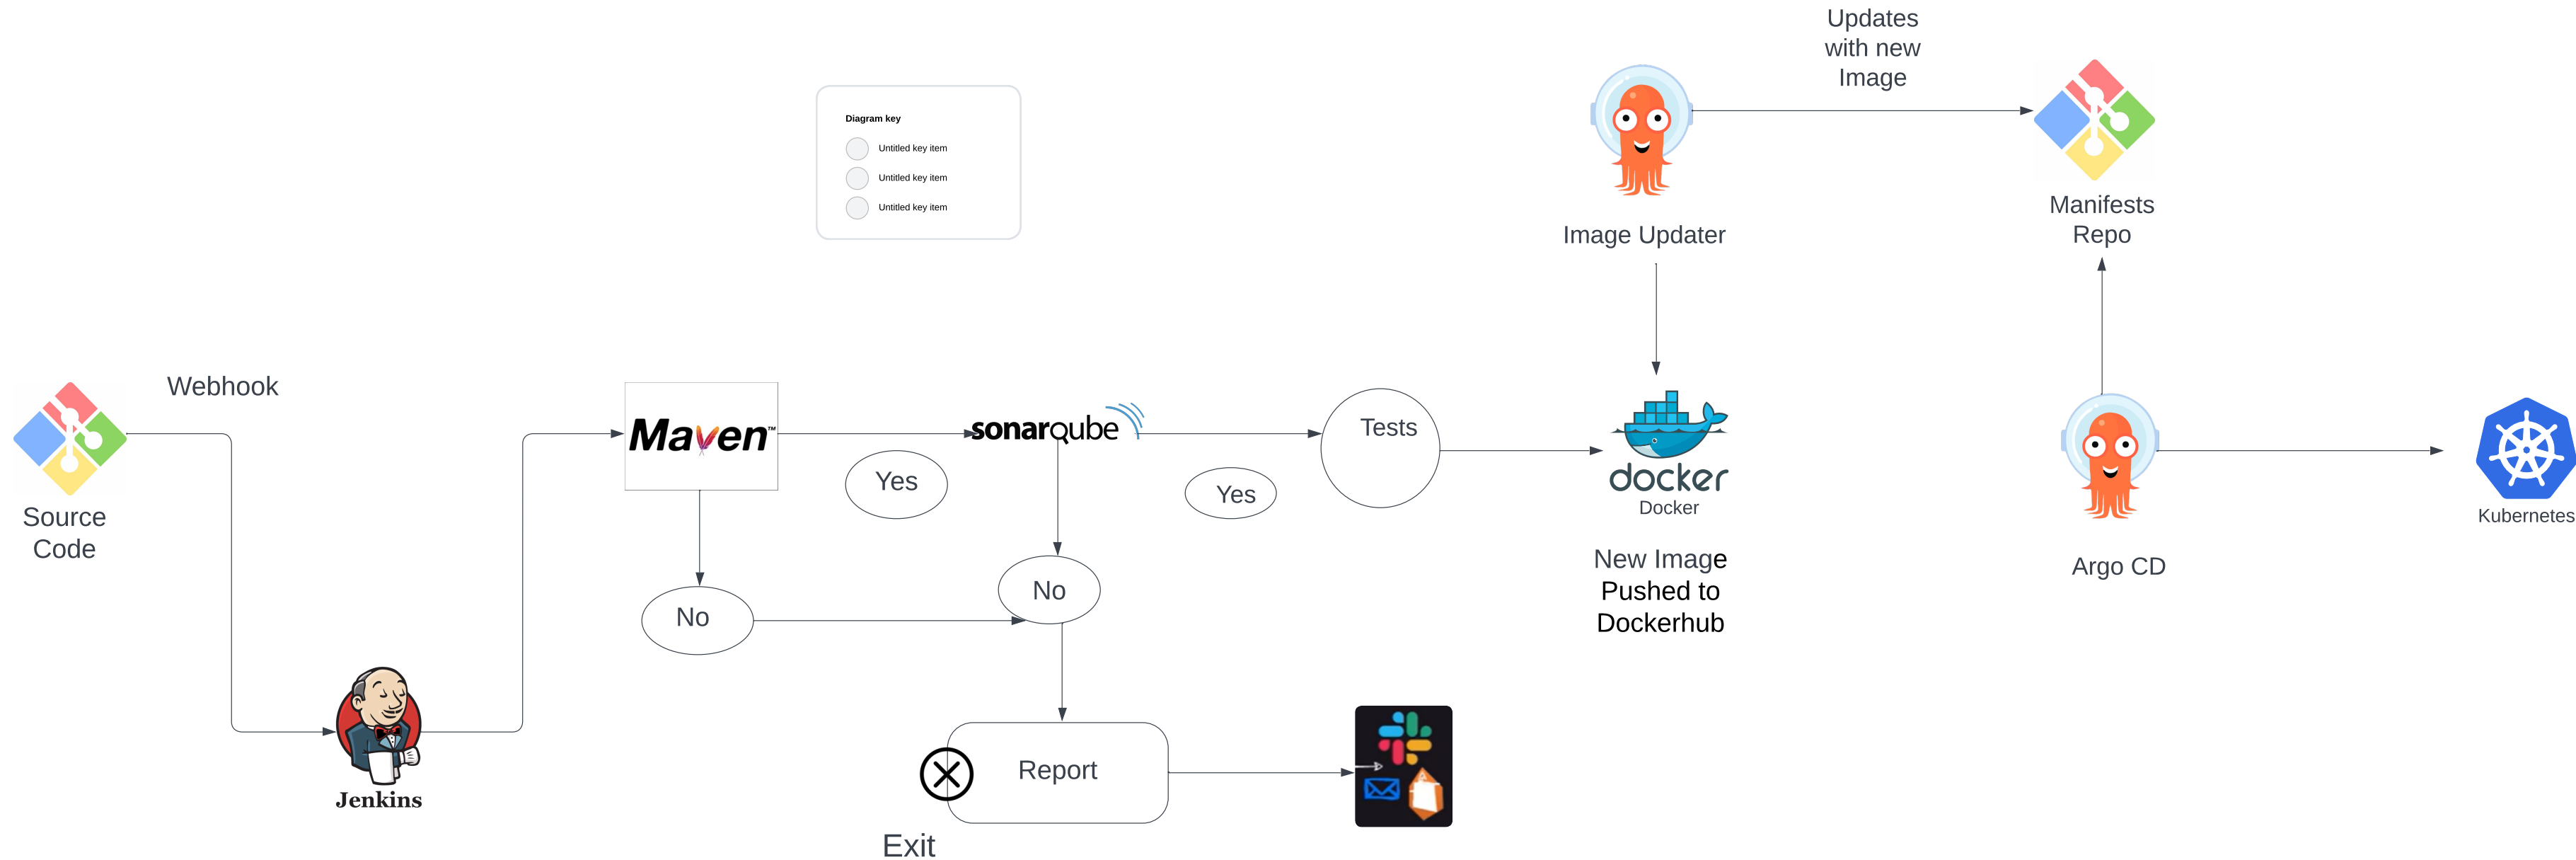 Updates
with new
Image
Diagram key
Untitled key item
Untitled key item
Untitled key item
Image Updater
Manifests
Repo
Webhook
Source
Code
Maven™
Yes
sonarqube
Yes
Tests
docker
Docker
New Image
Pushed to
Dockerhub
Argo CD
Kubernetes
No
No
Jenkins
Report
Exit